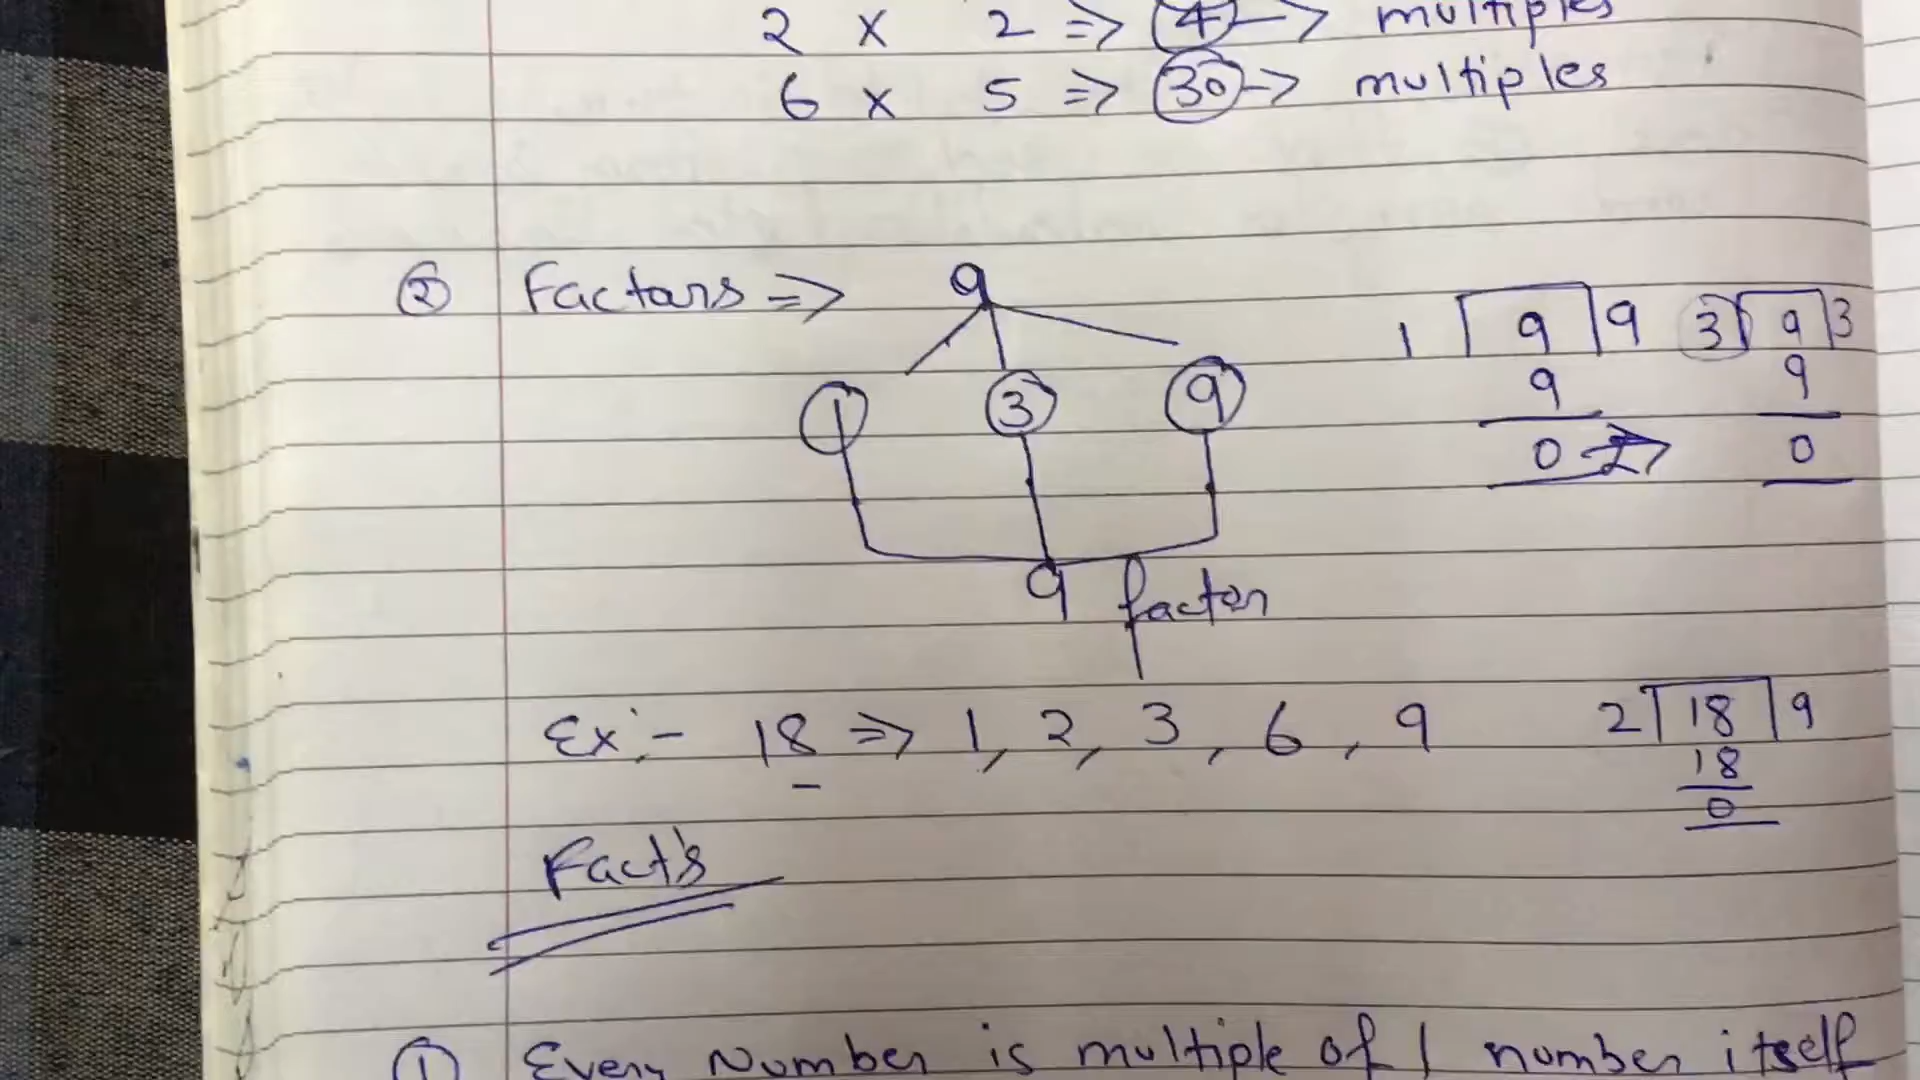 2 x 2 => 4 -> multiples
6 x 5 => 30 -> multiples
② Factors => 9
1 3 9
9 factor
1 9 9
9
0
3 9 3
9
0
Ex:- 18 => 1, 2, 3, 6, 9
2 18 9
18
0
Fact's
① Every Number is multiple of 1 number itself